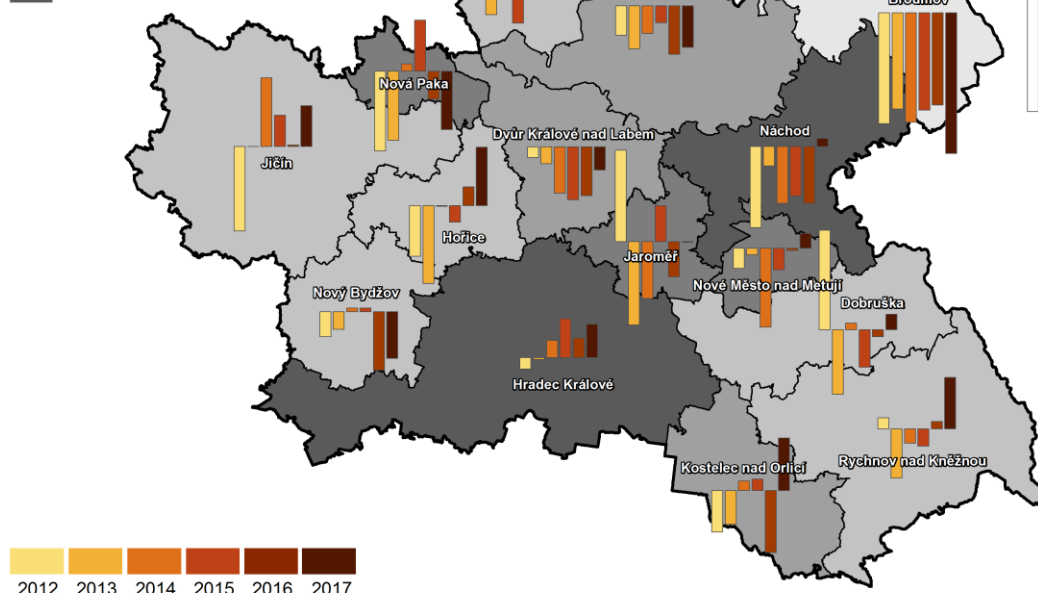 Broumov
Nová Paka
Dvůr Králové nad Labem
Náchod
Jičín
Hořice
Jaroměř
Nové Město nad Metují
Nový Bydžov
Dobruška
Hradec Králové
Rychnov nad Kněžnou
Kostelec nad Orlicí
2012 2013 2014 2015 2016 2017